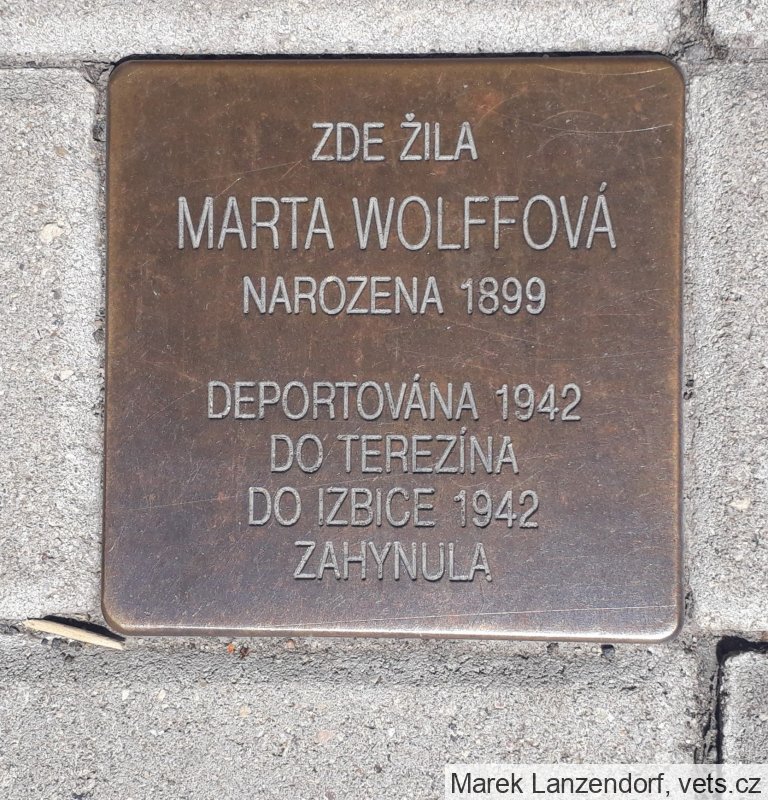 ZDE ŽILA
MARTA WOLFFOVÁ
NAROZENA 1899
DEPORTOVÁNA 1942
DO TEREZÍNA
DO IZBICE 1942
ZAHYNULA
Marek Lanzendorf, vets.cz